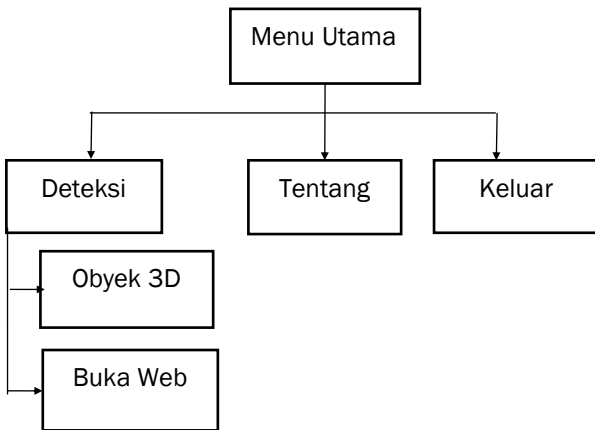 Menu Utama
Deteksi
Tentang
Keluar
Obyek 3D
Buka Web